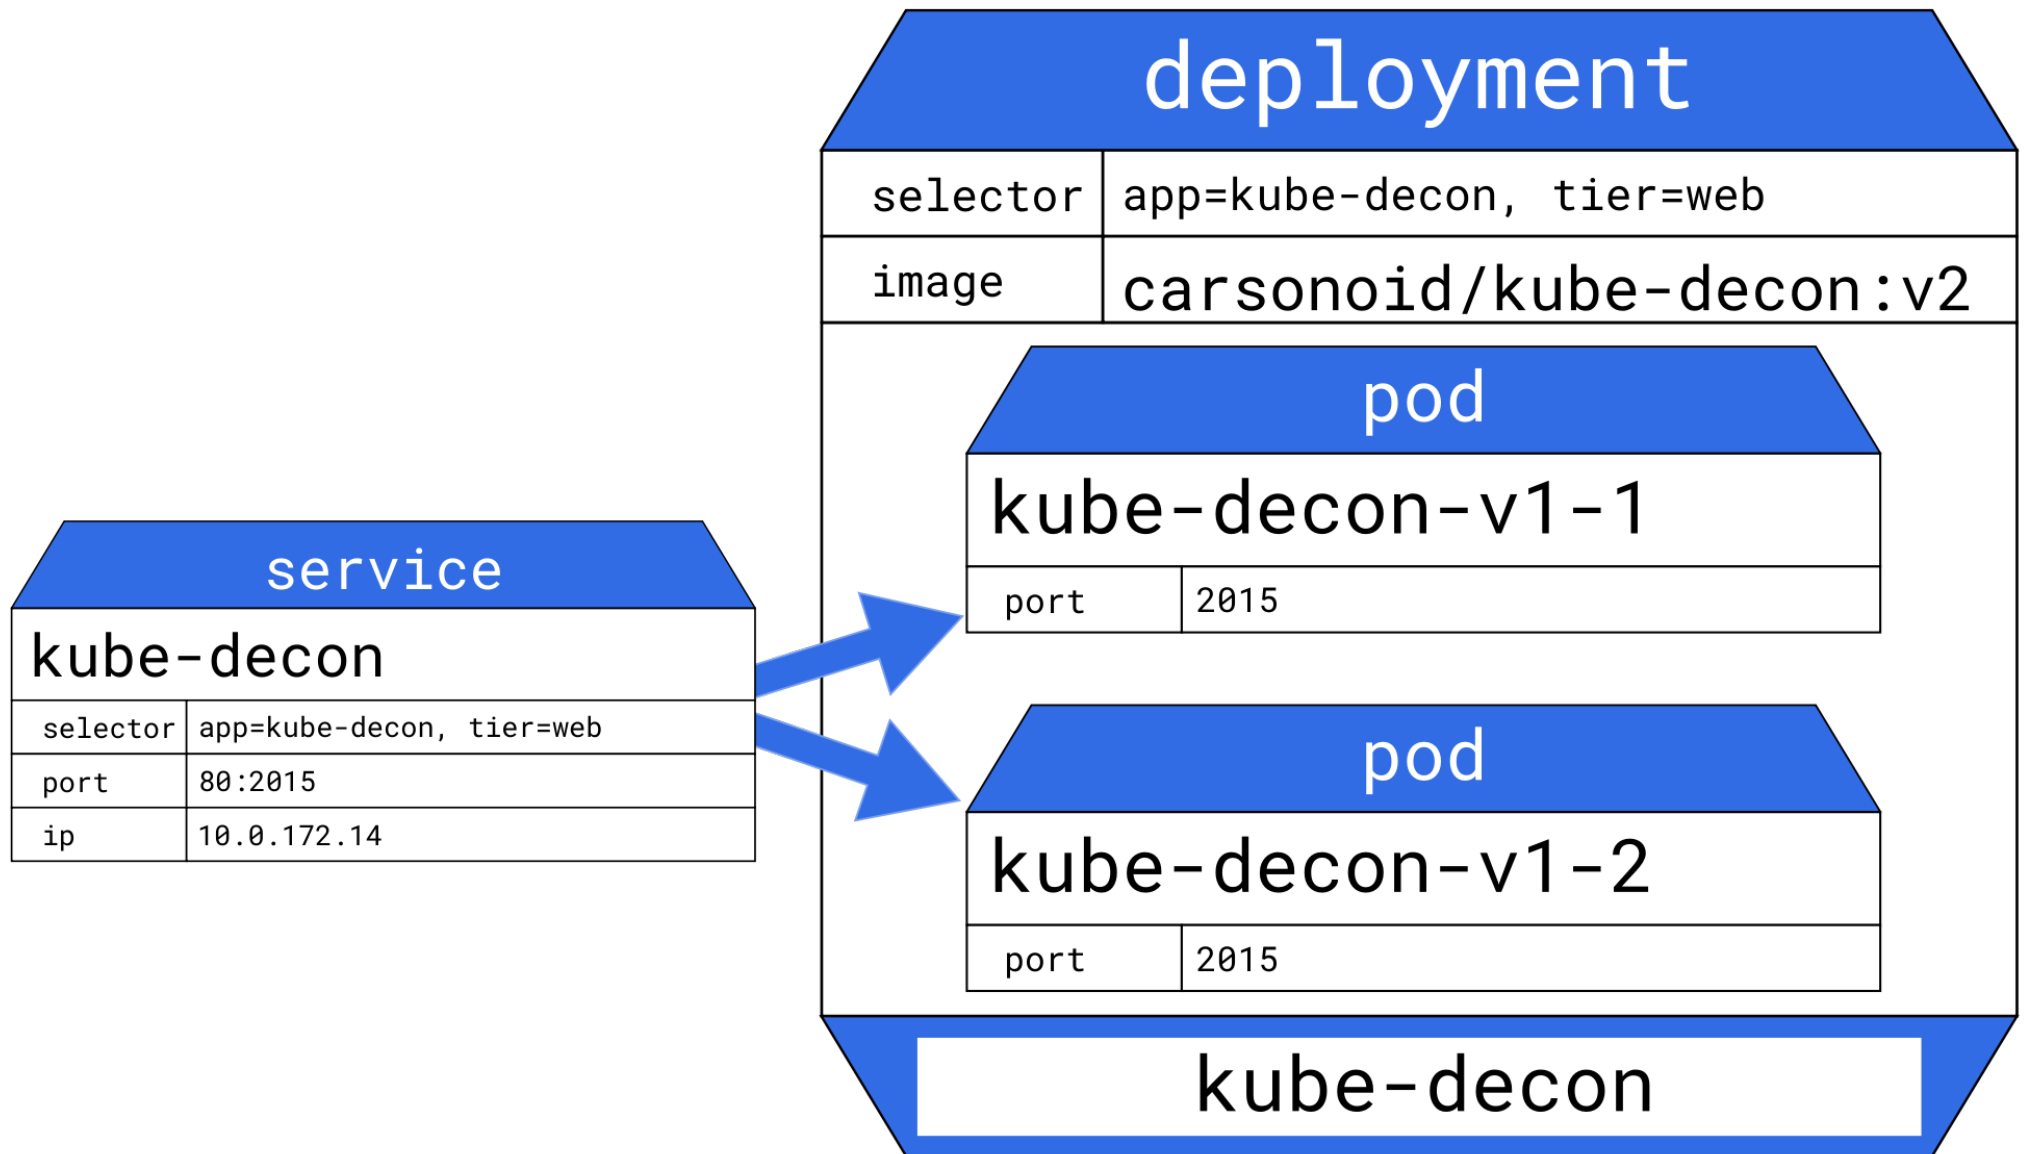 deployment
selector app=kube-decon, tier=web
image carsonoid/kube-decon:v2
pod
kube-decon-v1-1
port 2015
pod
kube-decon-v1-2
port 2015
kube-decon
service
kube-decon
selector app=kube-decon, tier=web
port 80:2015
ip 10.0.172.14